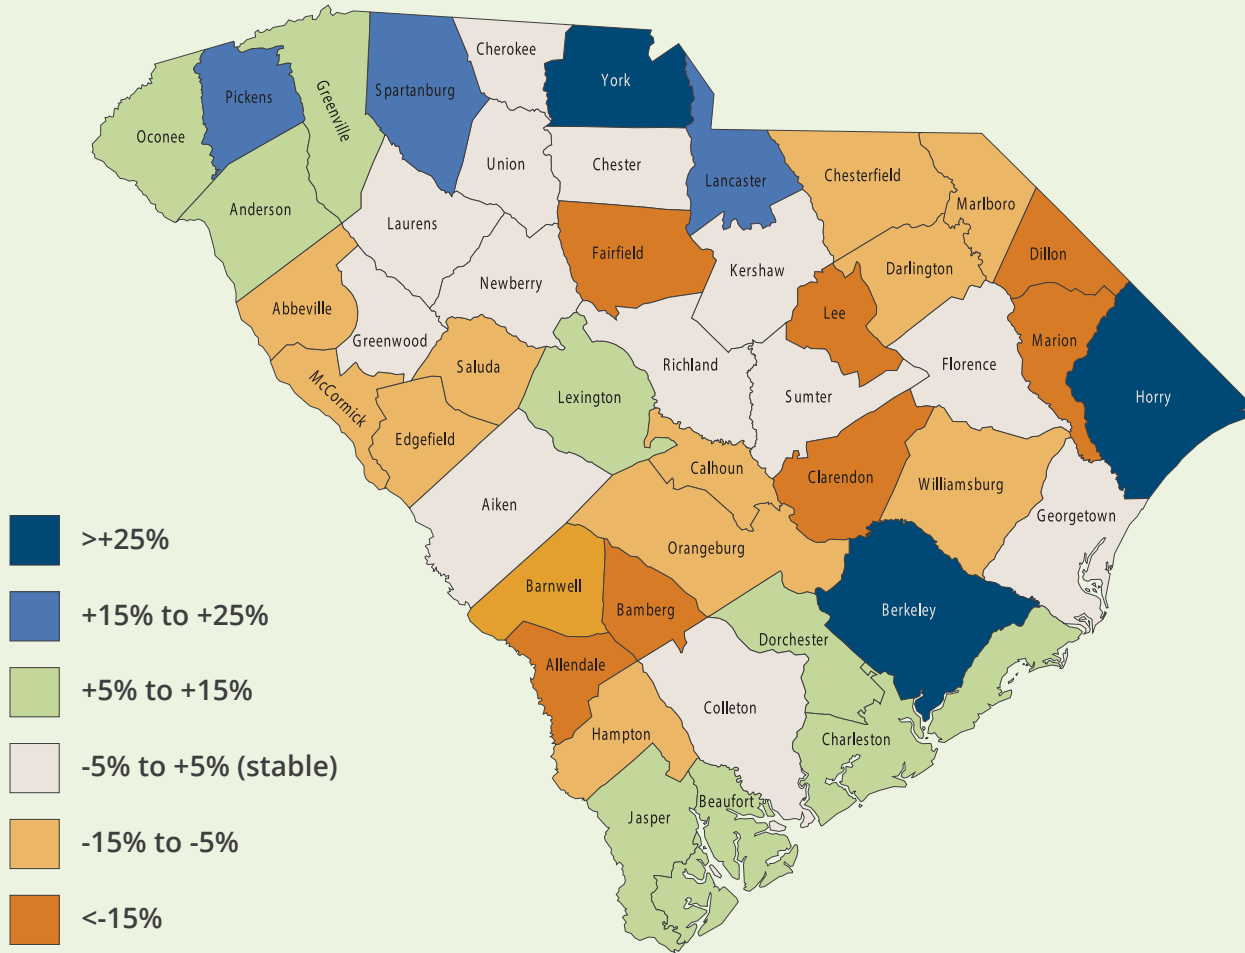 Cherokee
York
Spartanburg
Pickens
Greenville
Oconee
Union
Chester
Lancaster
Chesterfield
Marlboro
Anderson
Laurens
Fairfield
Kershaw
Darlington
Dillon
Newberry
Abbeville
Greenwood
Lee
Marion
Saluda
Richland
Florence
McCormick
Lexington
Sumter
Horry
Edgefield
Calhoun
Clarendon
Williamsburg
Aiken
Georgetown
Orangeburg
Barnwell
Bamberg
Berkeley
Dorchester
Allendale
Colleton
Hampton
Charleston
Beaufort
Jasper
>+25%
+15% to +25%
+5% to +15%
-5% to +5% (stable)
-15% to -5%
<-15%